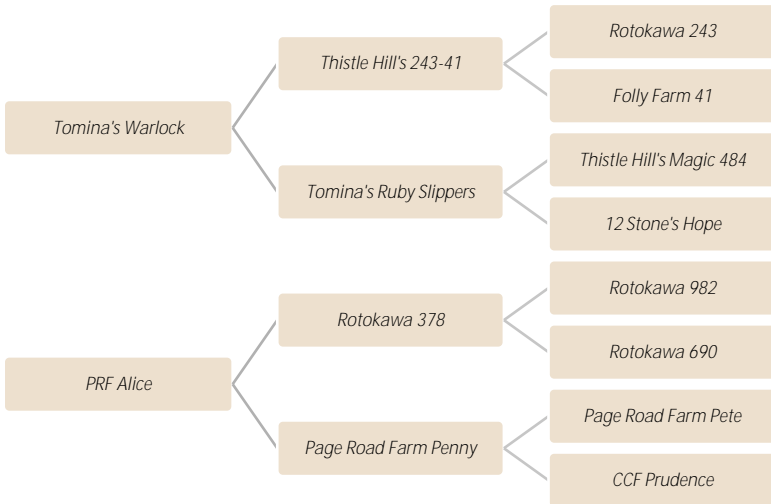 Rotokawa 243
Thistle Hill's 243-41
Folly Farm 41
Tomina's Warlock
Thistle Hill's Magic 484
Tomina's Ruby Slippers
12 Stone's Hope
Rotokawa 982
Rotokawa 378
Rotokawa 690
PRF Alice
Page Road Farm Pete
Page Road Farm Penny
CCF Prudence